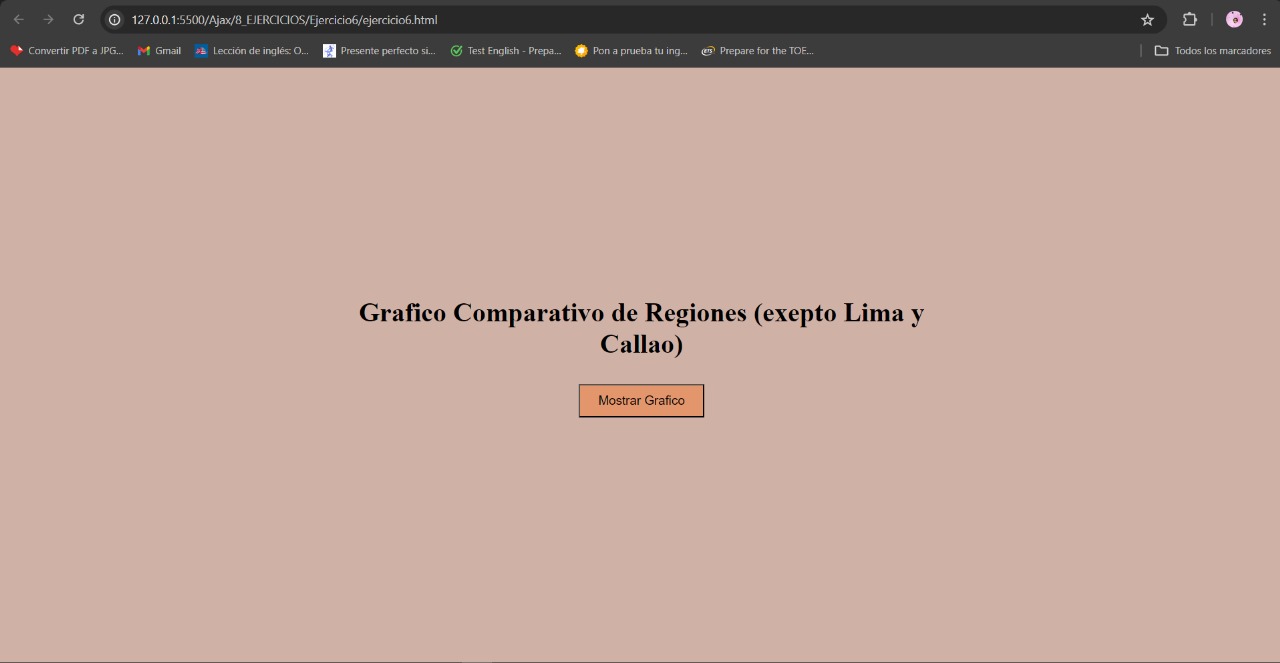 127.0.0.1:5500/Ajax/8_EJERCICIOS/Ejercicio6/ejercicio6.html
Convertir PDF a JPG... Gmail Lección de inglés: O... Presente perfecto si... Test English - Prepa... Pon a prueba tu ing... ETS Prepare for the TOE... Todos los marcadores
Grafico Comparativo de Regiones (exepto Lima y
Callao)
Mostrar Grafico